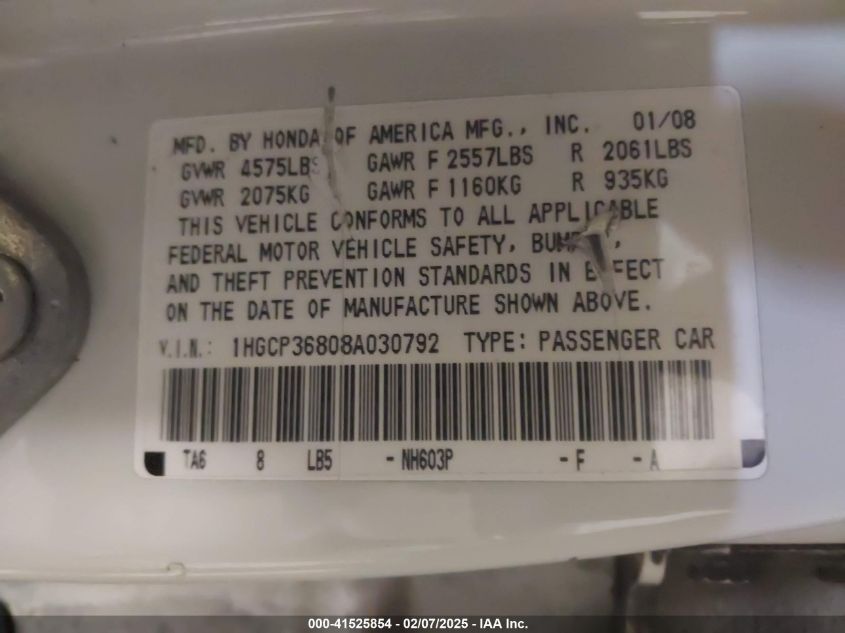 MFD. BY HONDA OF AMERICA MFG., INC. 01/08
GVWR 4575LBS GAWR F 2557LBS R 2061LBS
GVWR 2075KG GAWR F 1160KG R 935KG
THIS VEHICLE CONFORMS TO ALL APPLICABLE
FEDERAL MOTOR VEHICLE SAFETY, BUMPER,
AND THEFT PREVENTION STANDARDS IN EFFECT
ON THE DATE OF MANUFACTURE SHOWN ABOVE.
V.I.N.: 1HGCP36808A030792 TYPE: PASSENGER CAR
TA6 8 LB5 -NH603P -F -A
000-41525854 - 02/07/2025 - IAA Inc.